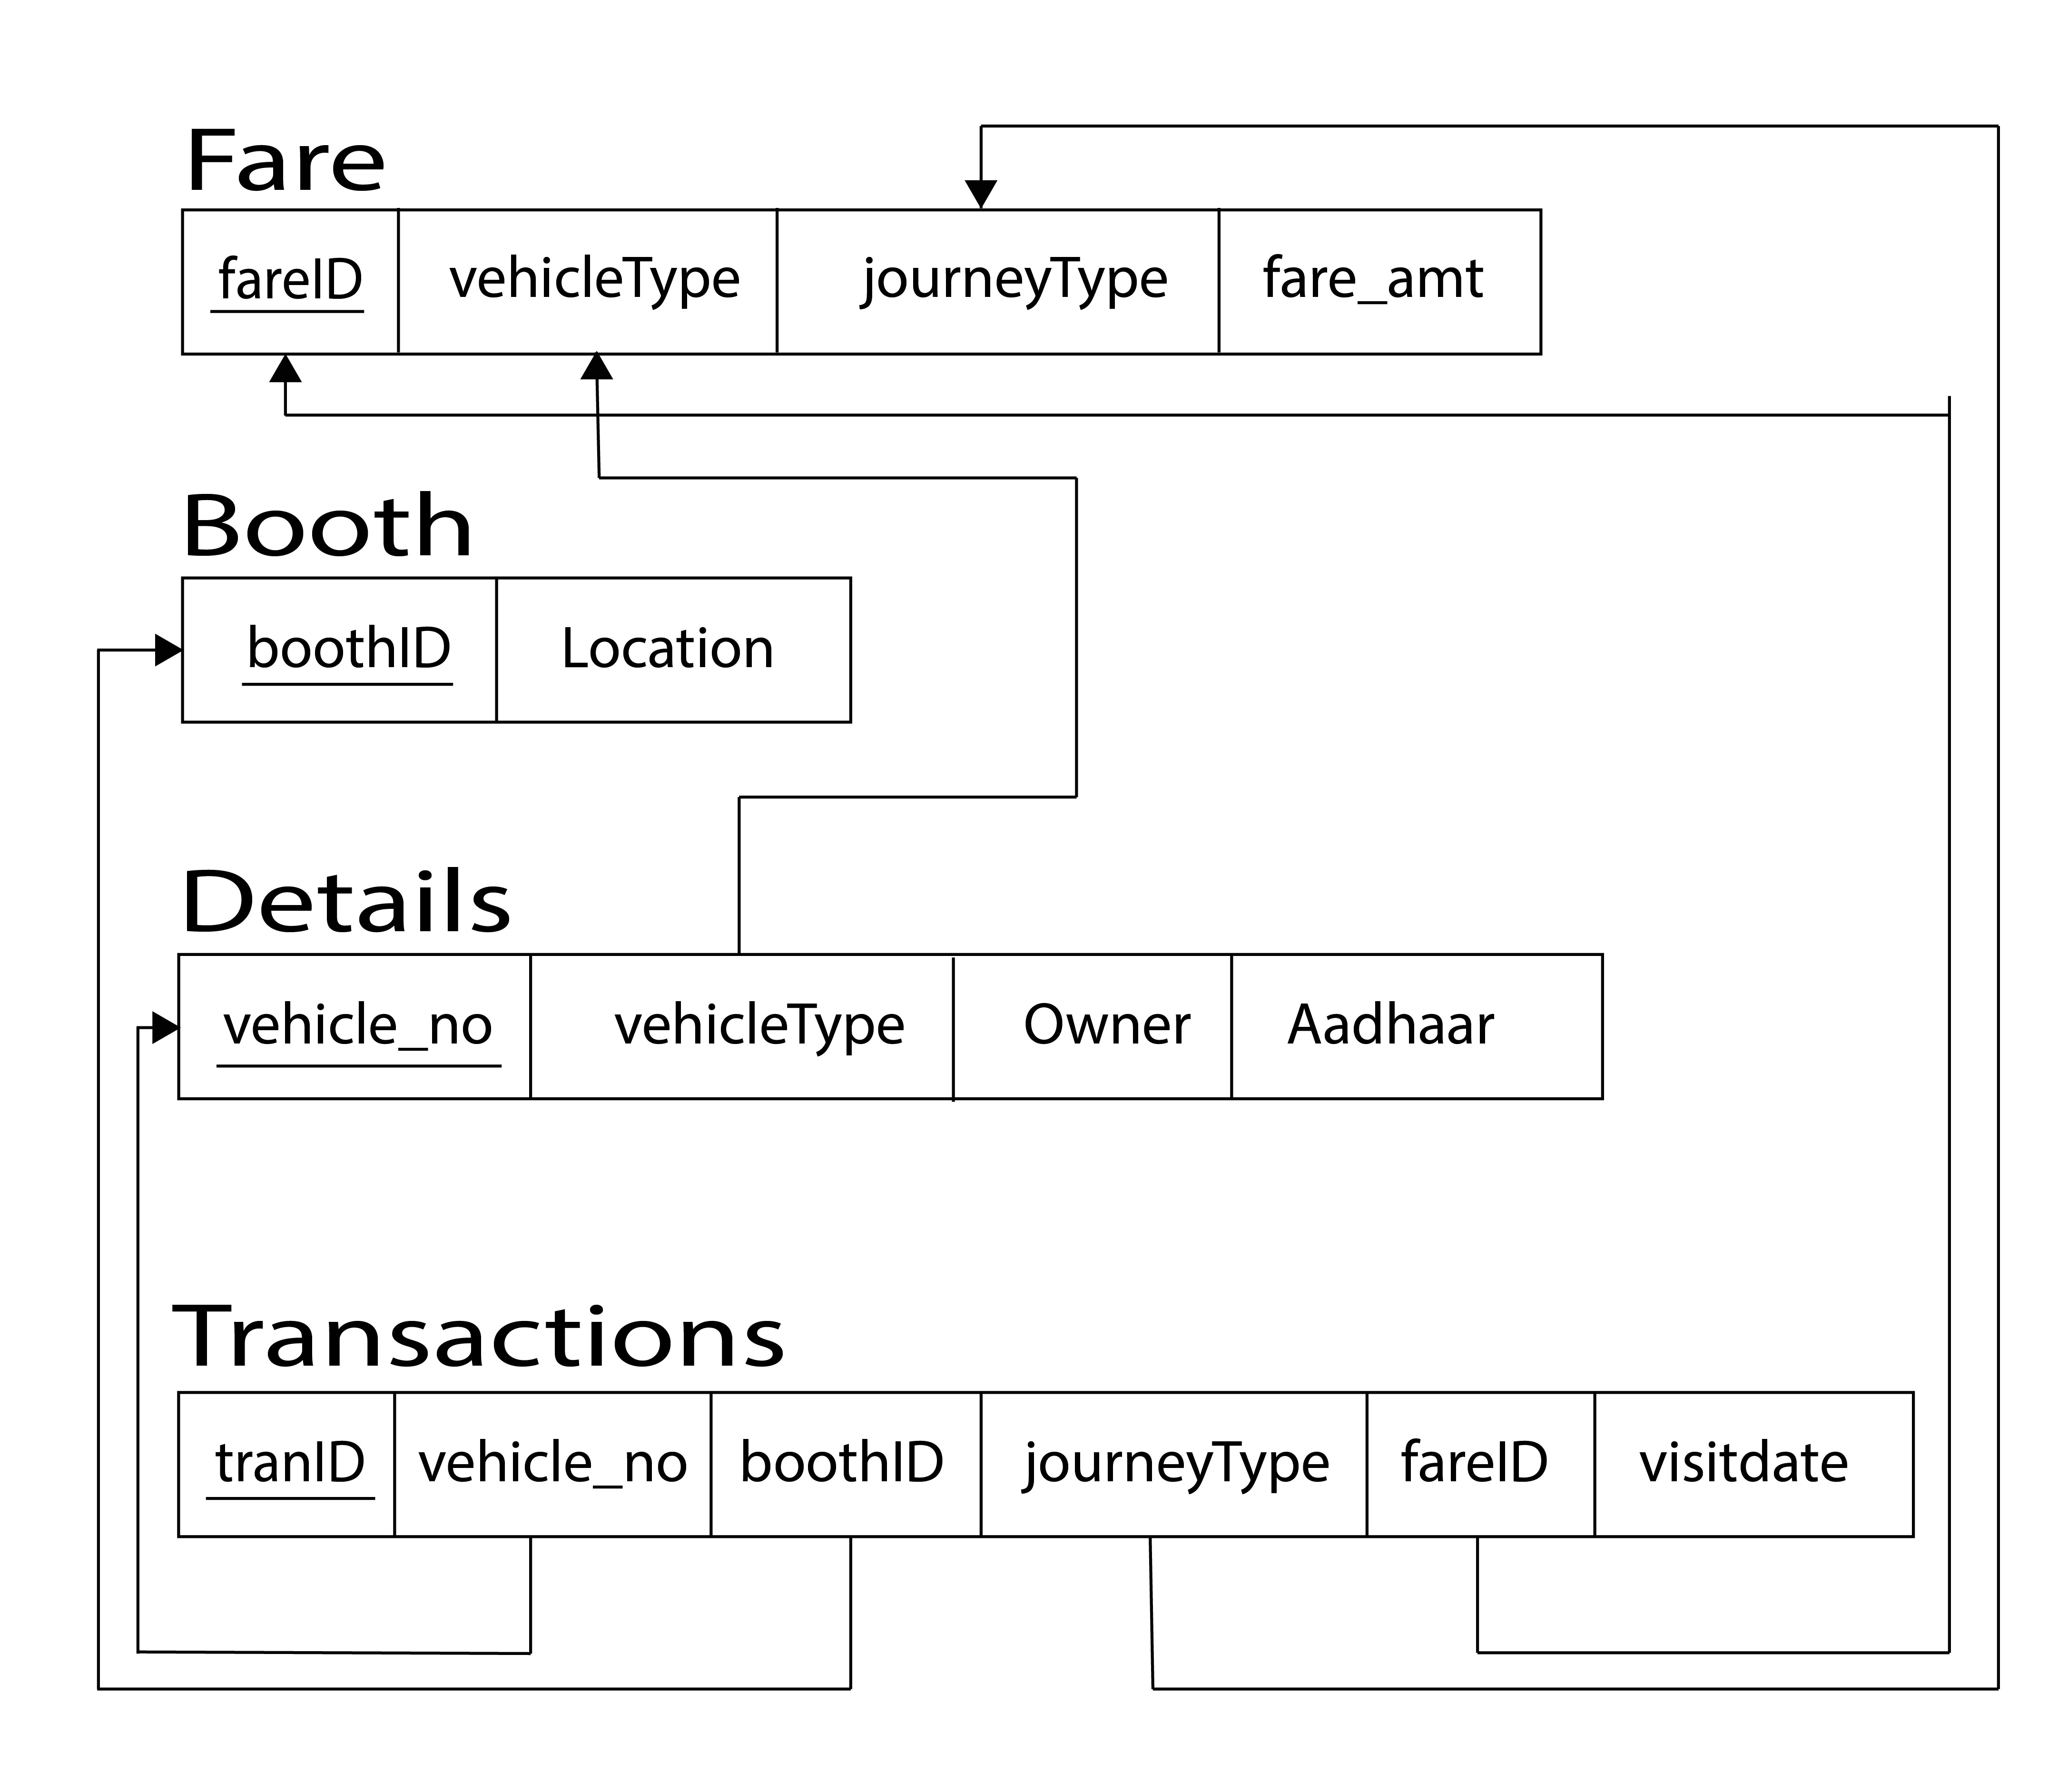 Fare
fareID vehicleType journeyType fare_amt
Booth
boothID Location
Details
vehicle_no vehicleType Owner Aadhaar
Transactions
tranID vehicle_no boothID journeyType fareID visitdate